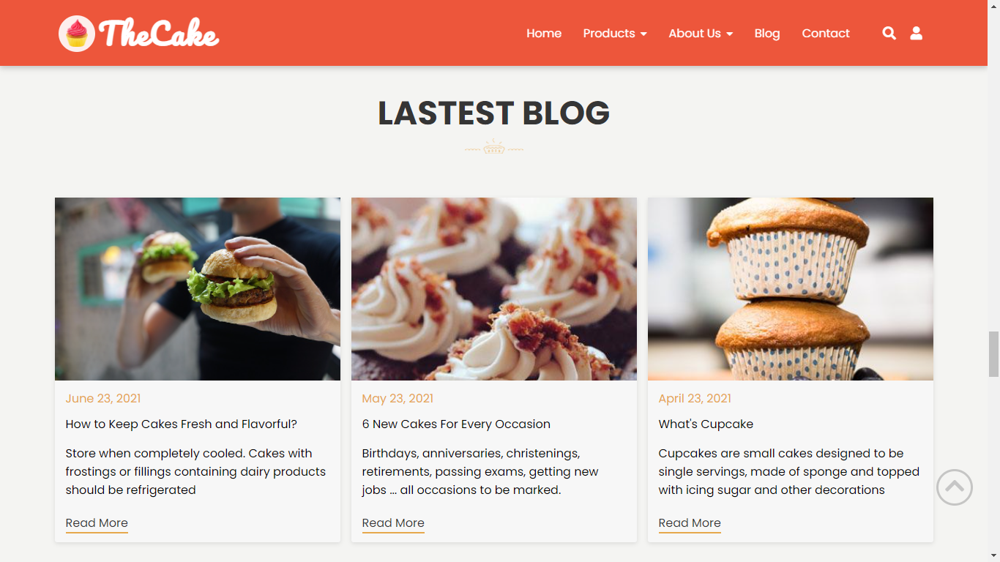 TheCake
Home Products About Us Blog Contact
LASTEST BLOG
June 23, 2021
How to Keep Cakes Fresh and Flavorful?
Store when completely cooled. Cakes with
frostings or fillings containing dairy products
should be refrigerated
Read More
May 23, 2021
6 New Cakes For Every Occasion
Birthdays, anniversaries, christenings,
retirements, passing exams, getting new
jobs ... all occasions to be marked.
Read More
April 23, 2021
What's Cupcake
Cupcakes are small cakes designed to be
single servings, made of sponge and topped
with icing sugar and other decorations
Read More